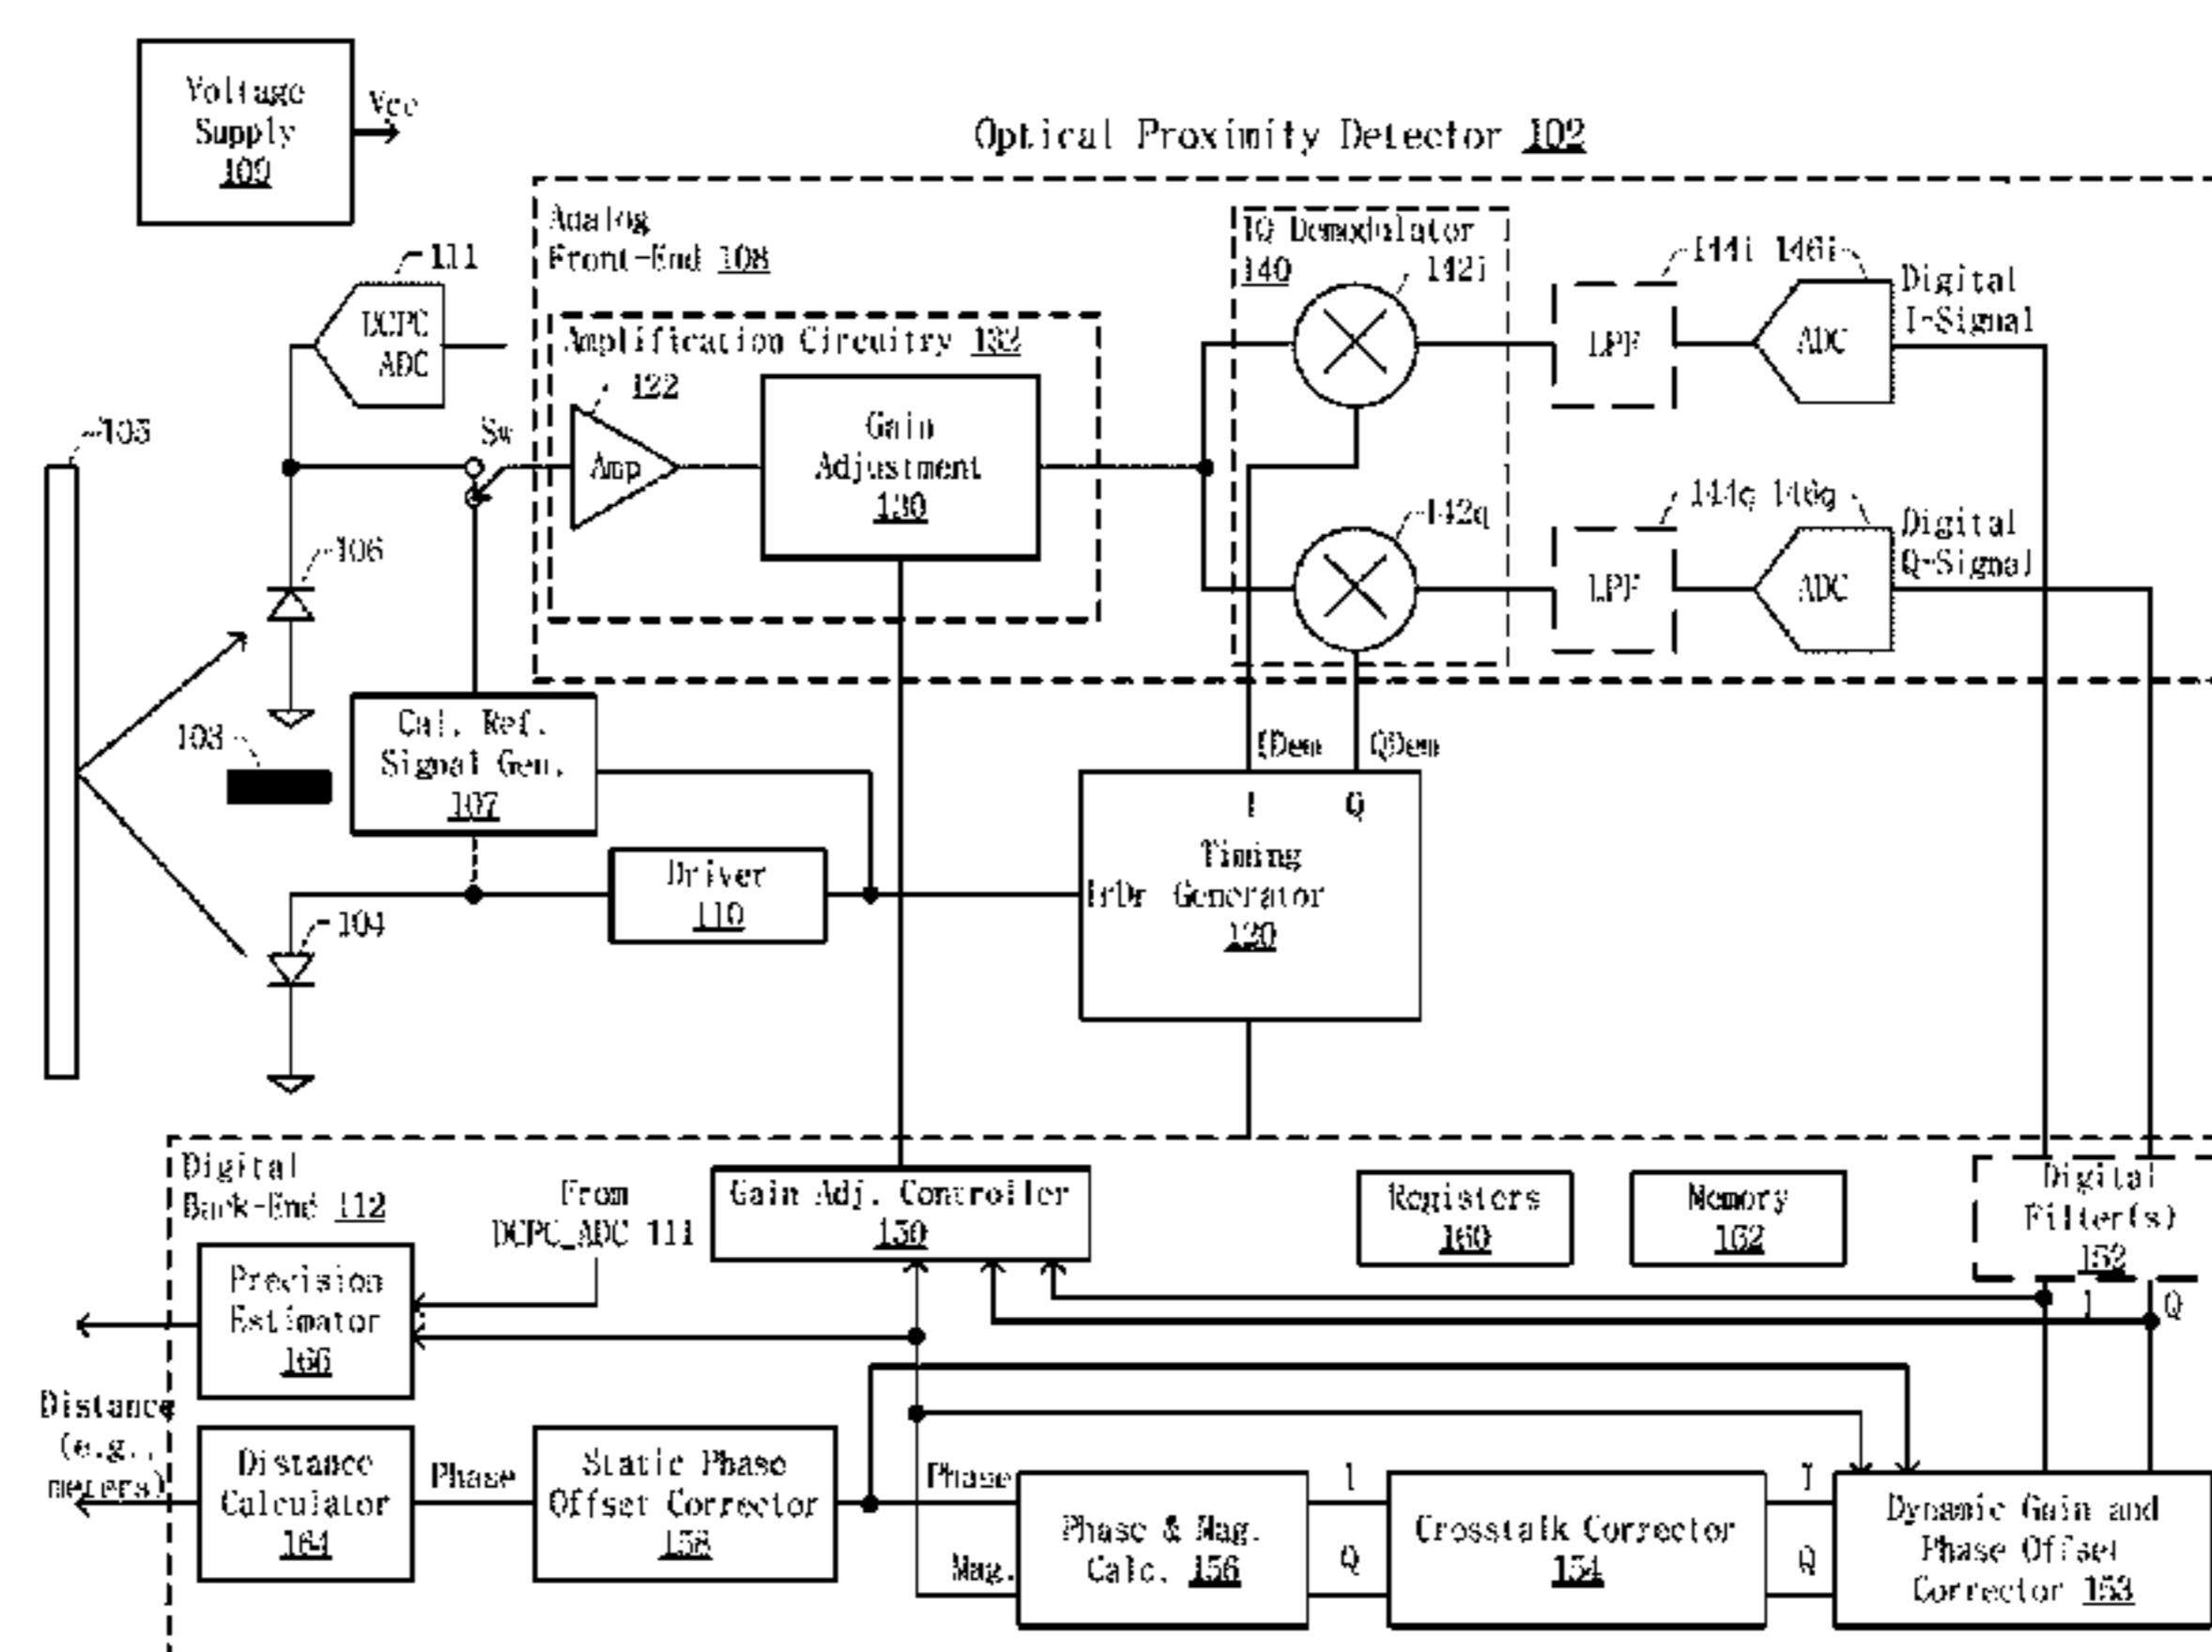 Voltage
Supply
109
Vcc
Optical Proximity Detector 102
Analog
Front-End 108
111
DCPC
ADC
Amplification Circuitry 132
122
Amp
Gain
Adjustment
130
IQ Demodulator
140
142i
144i
146i
LPF
ADC
Digital
I-Signal
105
Sw
142q
144q
146q
LPF
ADC
Digital
Q-Signal
106
103
Cal. Ref.
Signal Gen.
107
IDem
QDem
I
Q
Timing
IrDr Generator
120
Driver
110
104
Digital
Back-End 112
From
DCPC_ADC 111
Gain Adj. Controller
150
Registers
160
Memory
162
Digital
Filter(s)
152
I
Q
Precision
Estimator
166
Distance
(e.g.,
meters)
Distance
Calculator
164
Phase
Static Phase
Offset Corrector
158
Phase
Mag.
Phase & Mag.
Calc. 156
I
Q
Crosstalk Corrector
154
I
Q
Dynamic Gain and
Phase Offset
Corrector 153